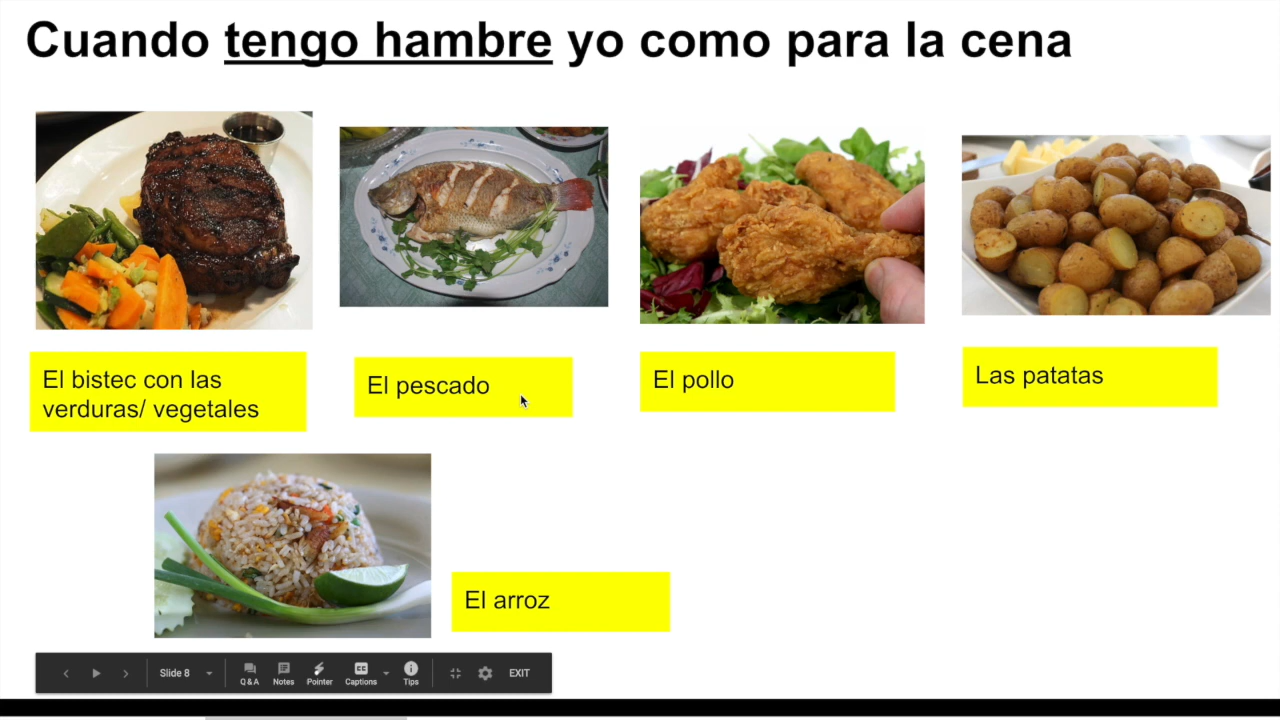 Cuando tengo hambre yo como para la cena
El bistec con las
verduras/ vegetales
El pescado
El pollo
Las patatas
El arroz
Slide 8
Q & A
Notes
Pointer
CC
Captions
Tips
EXIT